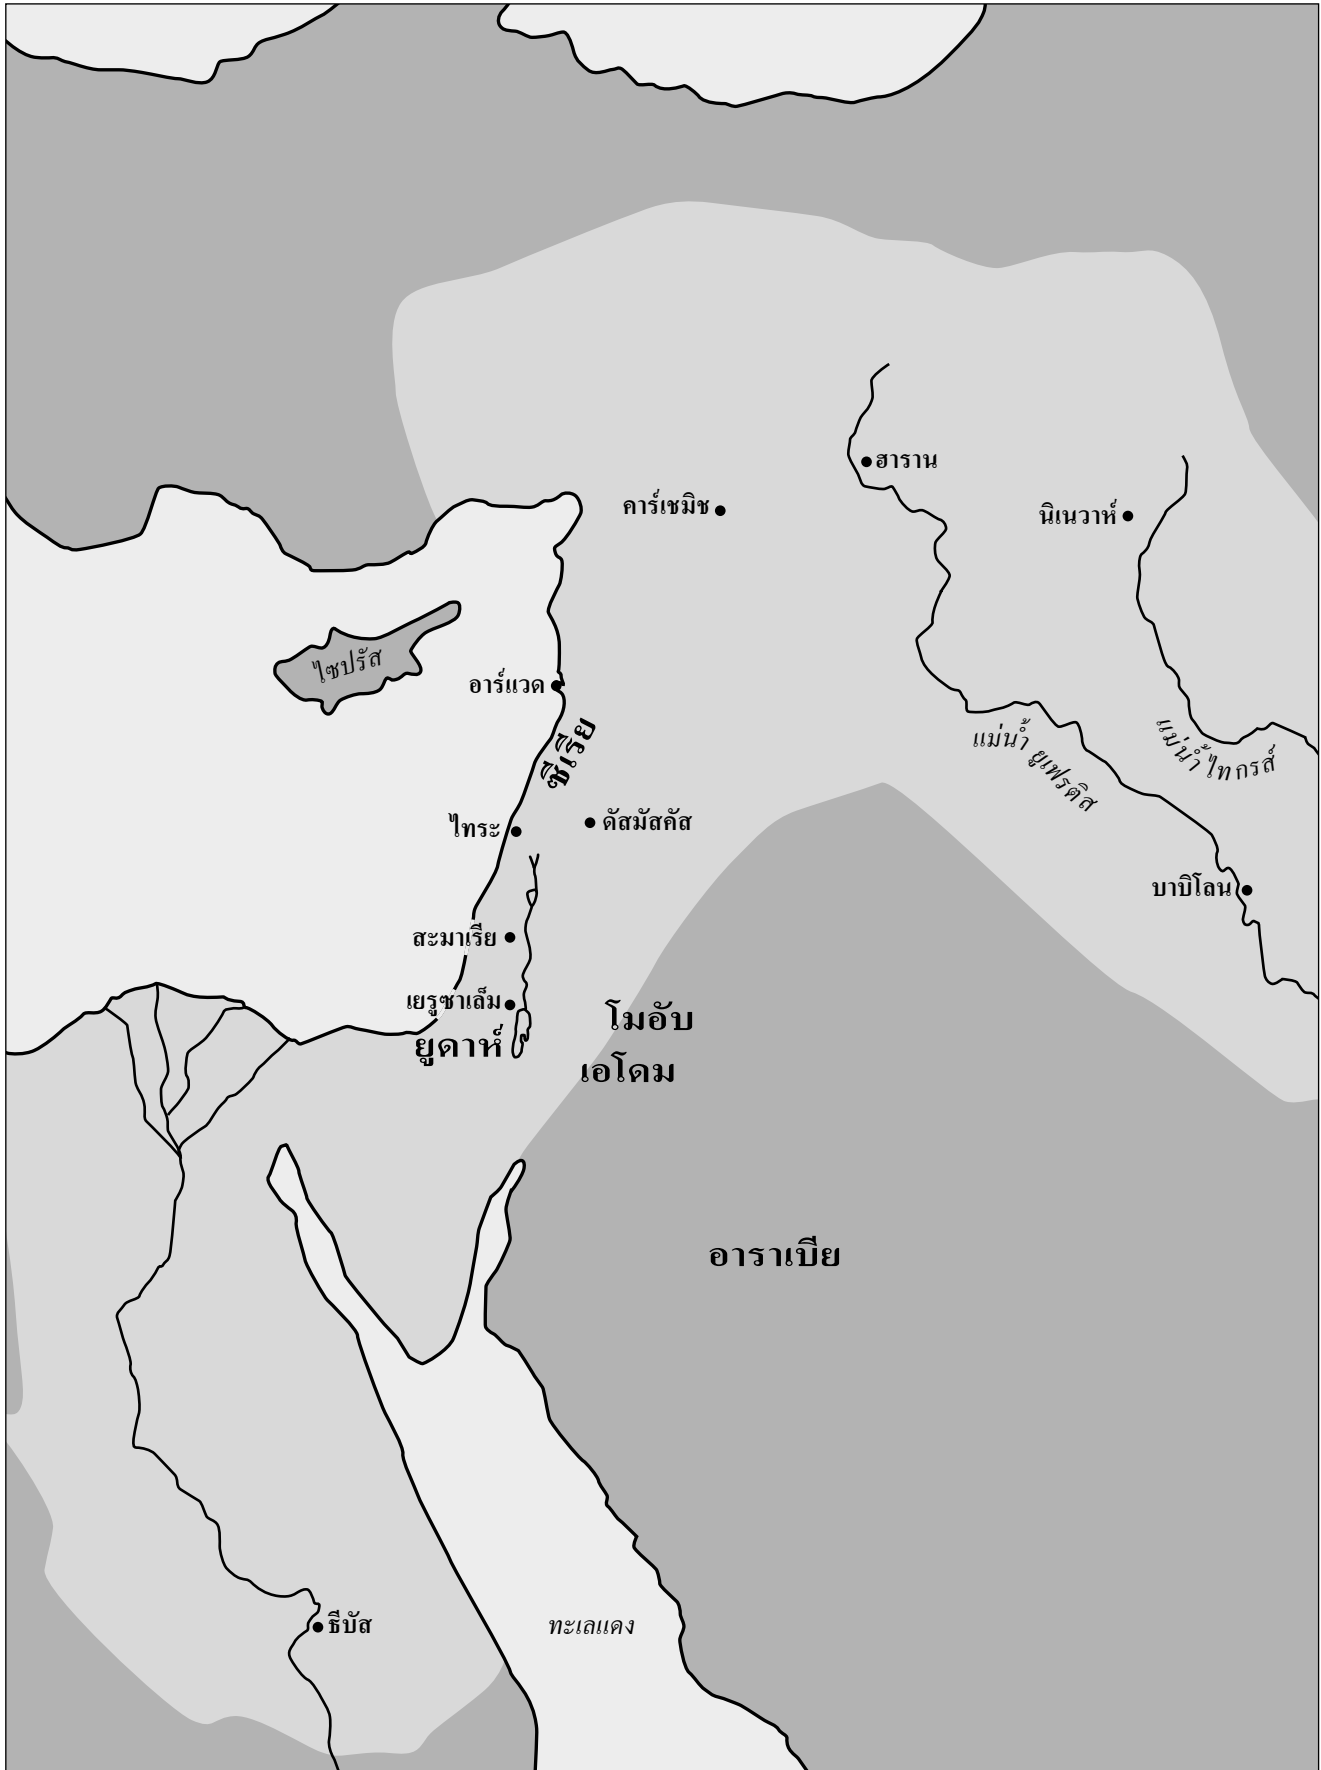 ฮาราน
คาร์เชมิช
นิเนวาห์
ไซปรัส
อาร์แวด
ซีเรีย
แม่น้ำ ยูเฟรติส
แม่น้ำ ไทกรส์
ไทระ
ดัสมัสคัส
บาบิโลน
สะมาเรีย
เยรูซาเล็ม
โมอับ
ยูดาห์
เอโดม
อาราเบีย
ธีบัส
ทะเลแดง